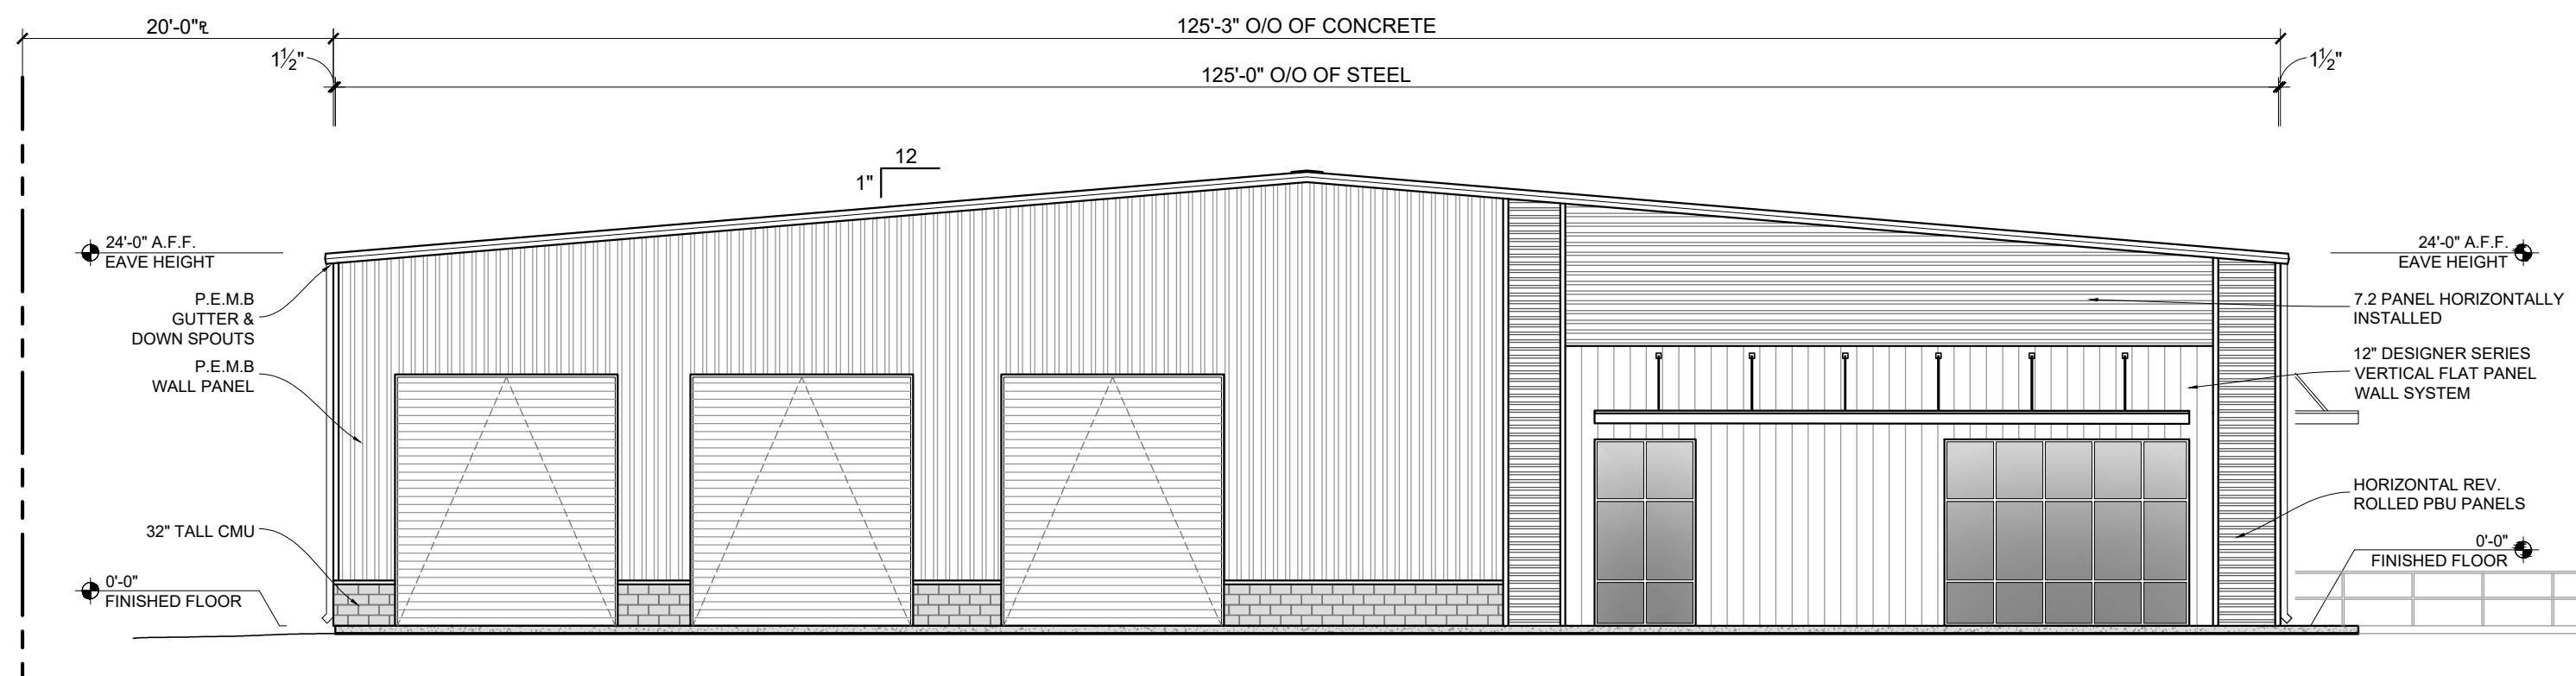 20'-0"℄
125'-3" O/O OF CONCRETE
1½"
125'-0" O/O OF STEEL
1½"
12
1"
24'-0" A.F.F.
EAVE HEIGHT
P.E.M.B
GUTTER &
DOWN SPOUTS
P.E.M.B
WALL PANEL
32" TALL CMU
0'-0"
FINISHED FLOOR
24'-0" A.F.F.
EAVE HEIGHT
7.2 PANEL HORIZONTALLY
INSTALLED
12" DESIGNER SERIES
VERTICAL FLAT PANEL
WALL SYSTEM
HORIZONTAL REV.
ROLLED PBU PANELS
0'-0"
FINISHED FLOOR